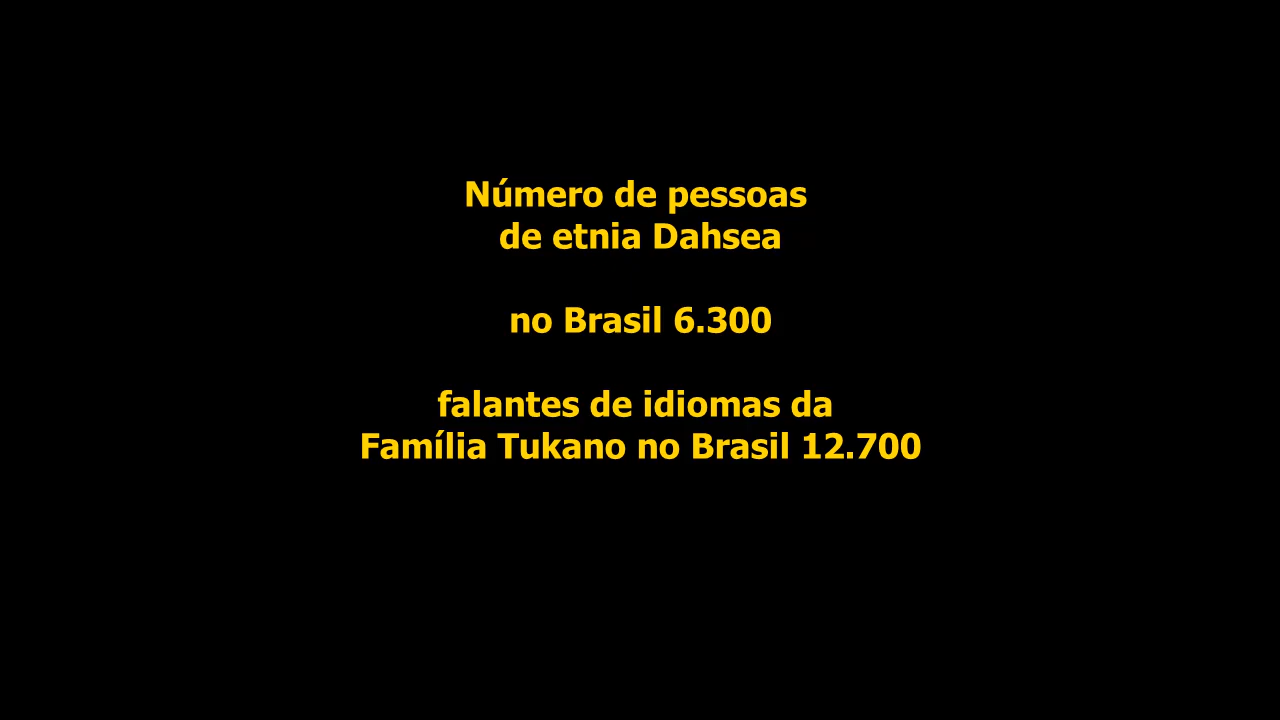 Número de pessoas
de etnia Dahsea
no Brasil 6.300
falantes de idiomas da
Família Tukano no Brasil 12.700